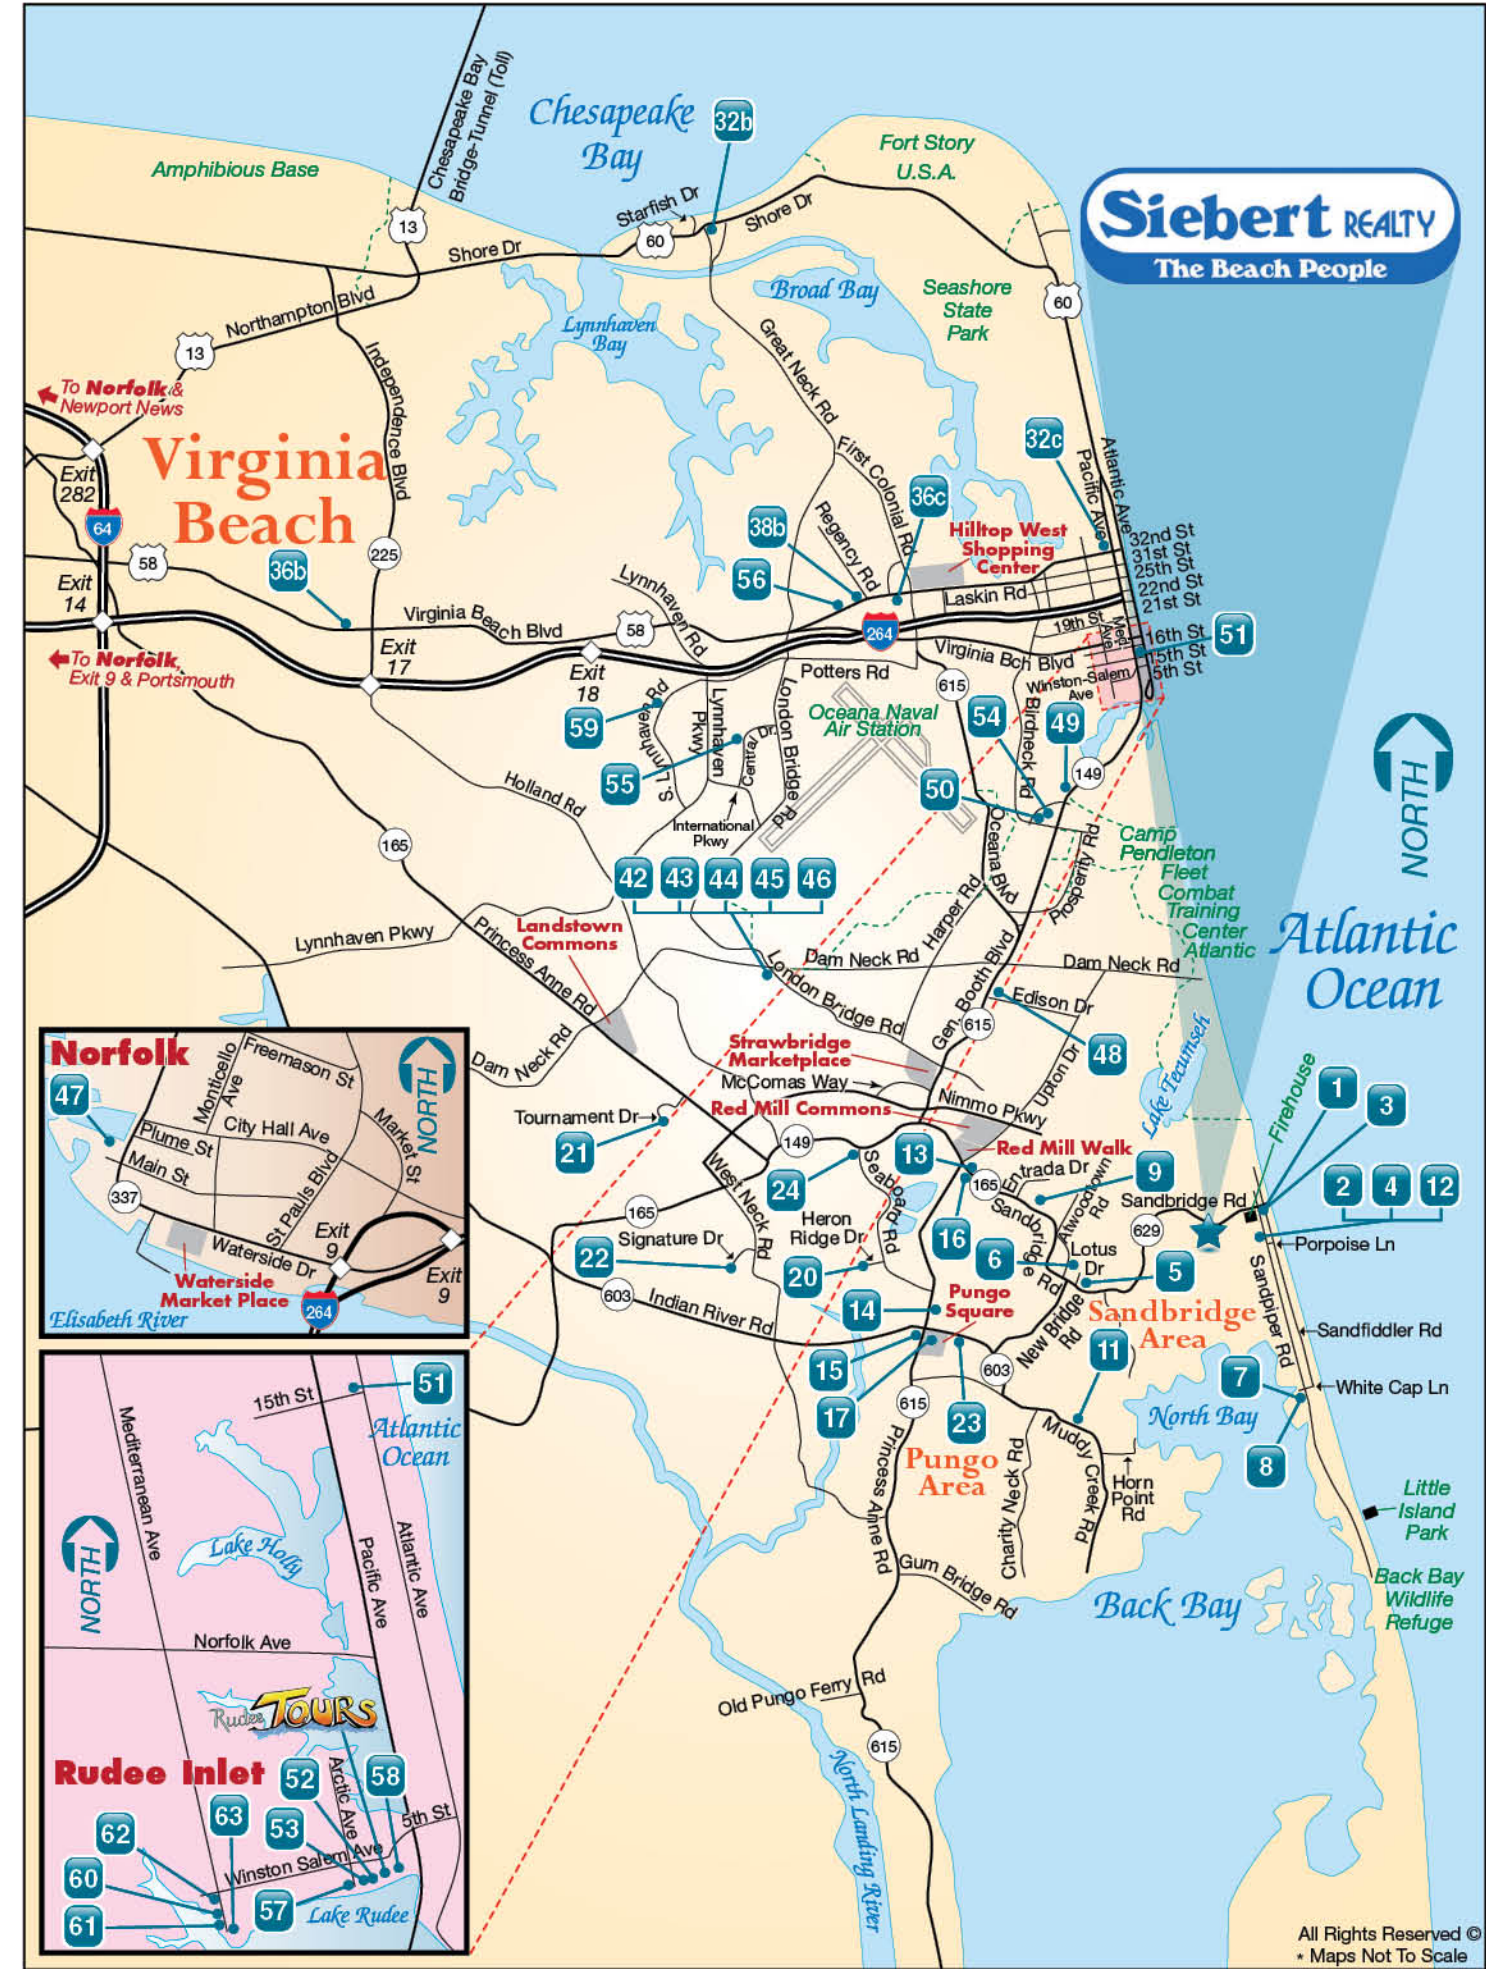 Chesapeake Bay
Bridge-Tunnel (Toll)
Chesapeake
Bay
32b
Fort Story
U.S.A.
Amphibious Base
13
Starfish Dr
60
Shore Dr
Shore Dr
Siebert REALTY
The Beach People
Northampton Blvd
13
Broad Bay
Seashore
State
Park
60
Lynnhaven
Bay
Independence Blvd
Great Neck Rd
To Norfolk &
Newport News
Virginia
Beach
Exit
282
64
58
225
36b
First Colonial Rd
32c
Pacific Ave
Atlantic Ave
36c
38b
Regency Rd
Hilltop West
Shopping
Center
32nd St
31st St
25th St
22nd St
21st St
56
Exit
14
Lynnhaven Rd
Laskin Rd
Virginia Beach Blvd
58
264
19th St
Med.
Ave
16th St
15th St
5th St
51
To Norfolk,
Exit 9 & Portsmouth
Exit
17
Exit
18
Potters Rd
Virginia Bch Blvd
Winston-Salem
Ave
615
59
S. Lynnhaven Rd
Lynnhaven
Pkwy
Central Dr.
London Bridge Rd
Oceana Naval
Air Station
54
Birdneck Rd
49
149
55
50
Holland Rd
International
Pkwy
165
Oceana Blvd
Prosperity Rd
Camp
Pendleton
Fleet
Combat
Training
Center
Atlantic
NORTH
42
43
44
45
46
Harper Rd
Landstown
Commons
Lynnhaven Pkwy
Princess Anne Rd
Dam Neck Rd
Dam Neck Rd
London Bridge Rd
Gen. Booth Blvd
Edison Dr
615
48
Atlantic
Ocean
Dam Neck Rd
Strawbridge
Marketplace
McComas Way
Upton Dr
Lake Tecumseh
Nimmo Pkwy
Red Mill Commons
Tournament Dr
21
149
13
Red Mill Walk
Firehouse
1
3
Norfolk
47
Monticello
Ave
Freemason St
NORTH
Plume St
City Hall Ave
Market St
Main St
337
St Pauls Blvd
Exit
9
Waterside Dr
Waterside
Market Place
264
Exit
9
Elisabeth River
24
Seaboard Rd
165
Entrada Dr
9
Atwoodtown
Rd
Sandbridge Rd
2
4
12
165
West Neck Rd
Signature Dr
22
Heron
Ridge Dr
20
16
Sandbridge Rd
6
Lotus
Dr
629
5
Porpoise Ln
603
Indian River Rd
14
Pungo
Square
New Bridge
Rd
Sandbridge
Area
Sandpiper Rd
Sandfiddler Rd
15
17
23
603
11
7
White Cap Ln
615
North Bay
8
Princess Anne Rd
Pungo
Area
Charity Neck Rd
Muddy Creek Rd
Horn
Point
Rd
Little
Island
Park
Gum Bridge Rd
Back Bay
Back Bay
Wildlife
Refuge
Old Pungo Ferry Rd
615
North Landing River
15th St
51
Atlantic
Ocean
Mediterranean Ave
Lake Holly
NORTH
Pacific Ave
Atlantic Ave
Norfolk Ave
Rudee TOURS
Rudee Inlet
52
Arctic Ave
58
63
53
5th St
62
Winston Salem Ave
60
57
Lake Rudee
61
All Rights Reserved ©
* Maps Not To Scale